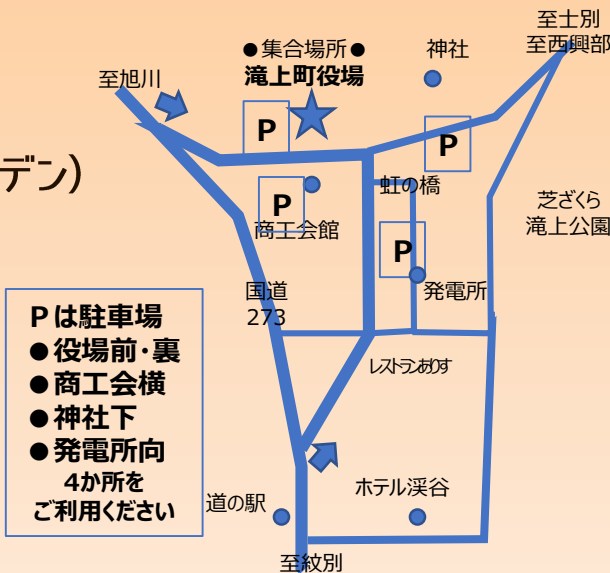 至士別
至西興部
●集合場所●
滝上町役場
神社
至旭川
P
P
デン)
P
虹の橋
芝ざくら
滝上公園
商工会館
P
国道
273
発電所
Pは駐車場
●役場前・裏
●商工会横
●神社下
●発電所向
4か所を
ご利用ください
レストランありす
ホテル渓谷
道の駅
至紋別